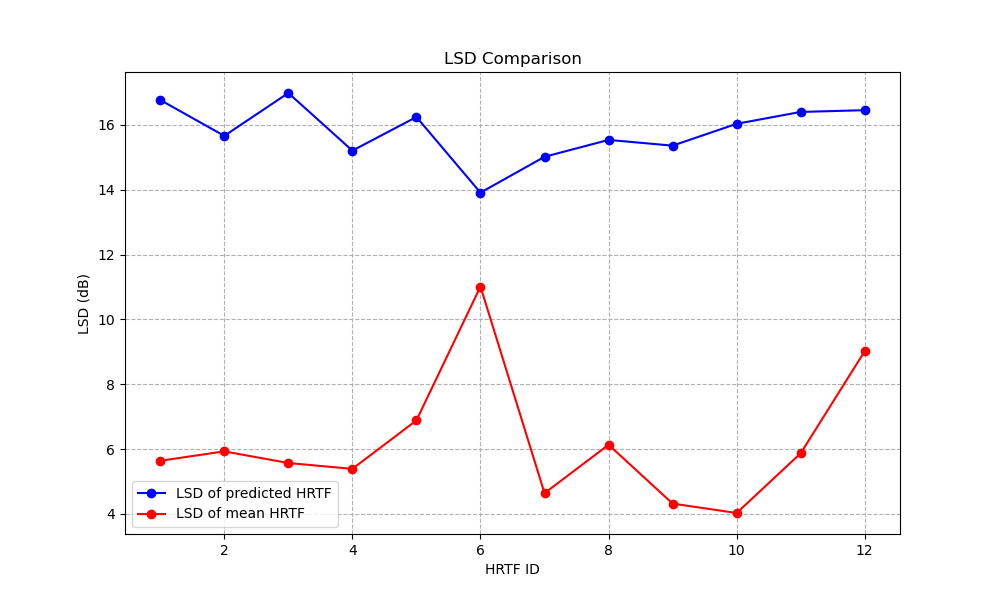 LSD Comparison
LSD (dB)
16
14
12
10
8
6
4
LSD of predicted HRTF
LSD of mean HRTF
2
4
6
8
10
12
HRTF ID